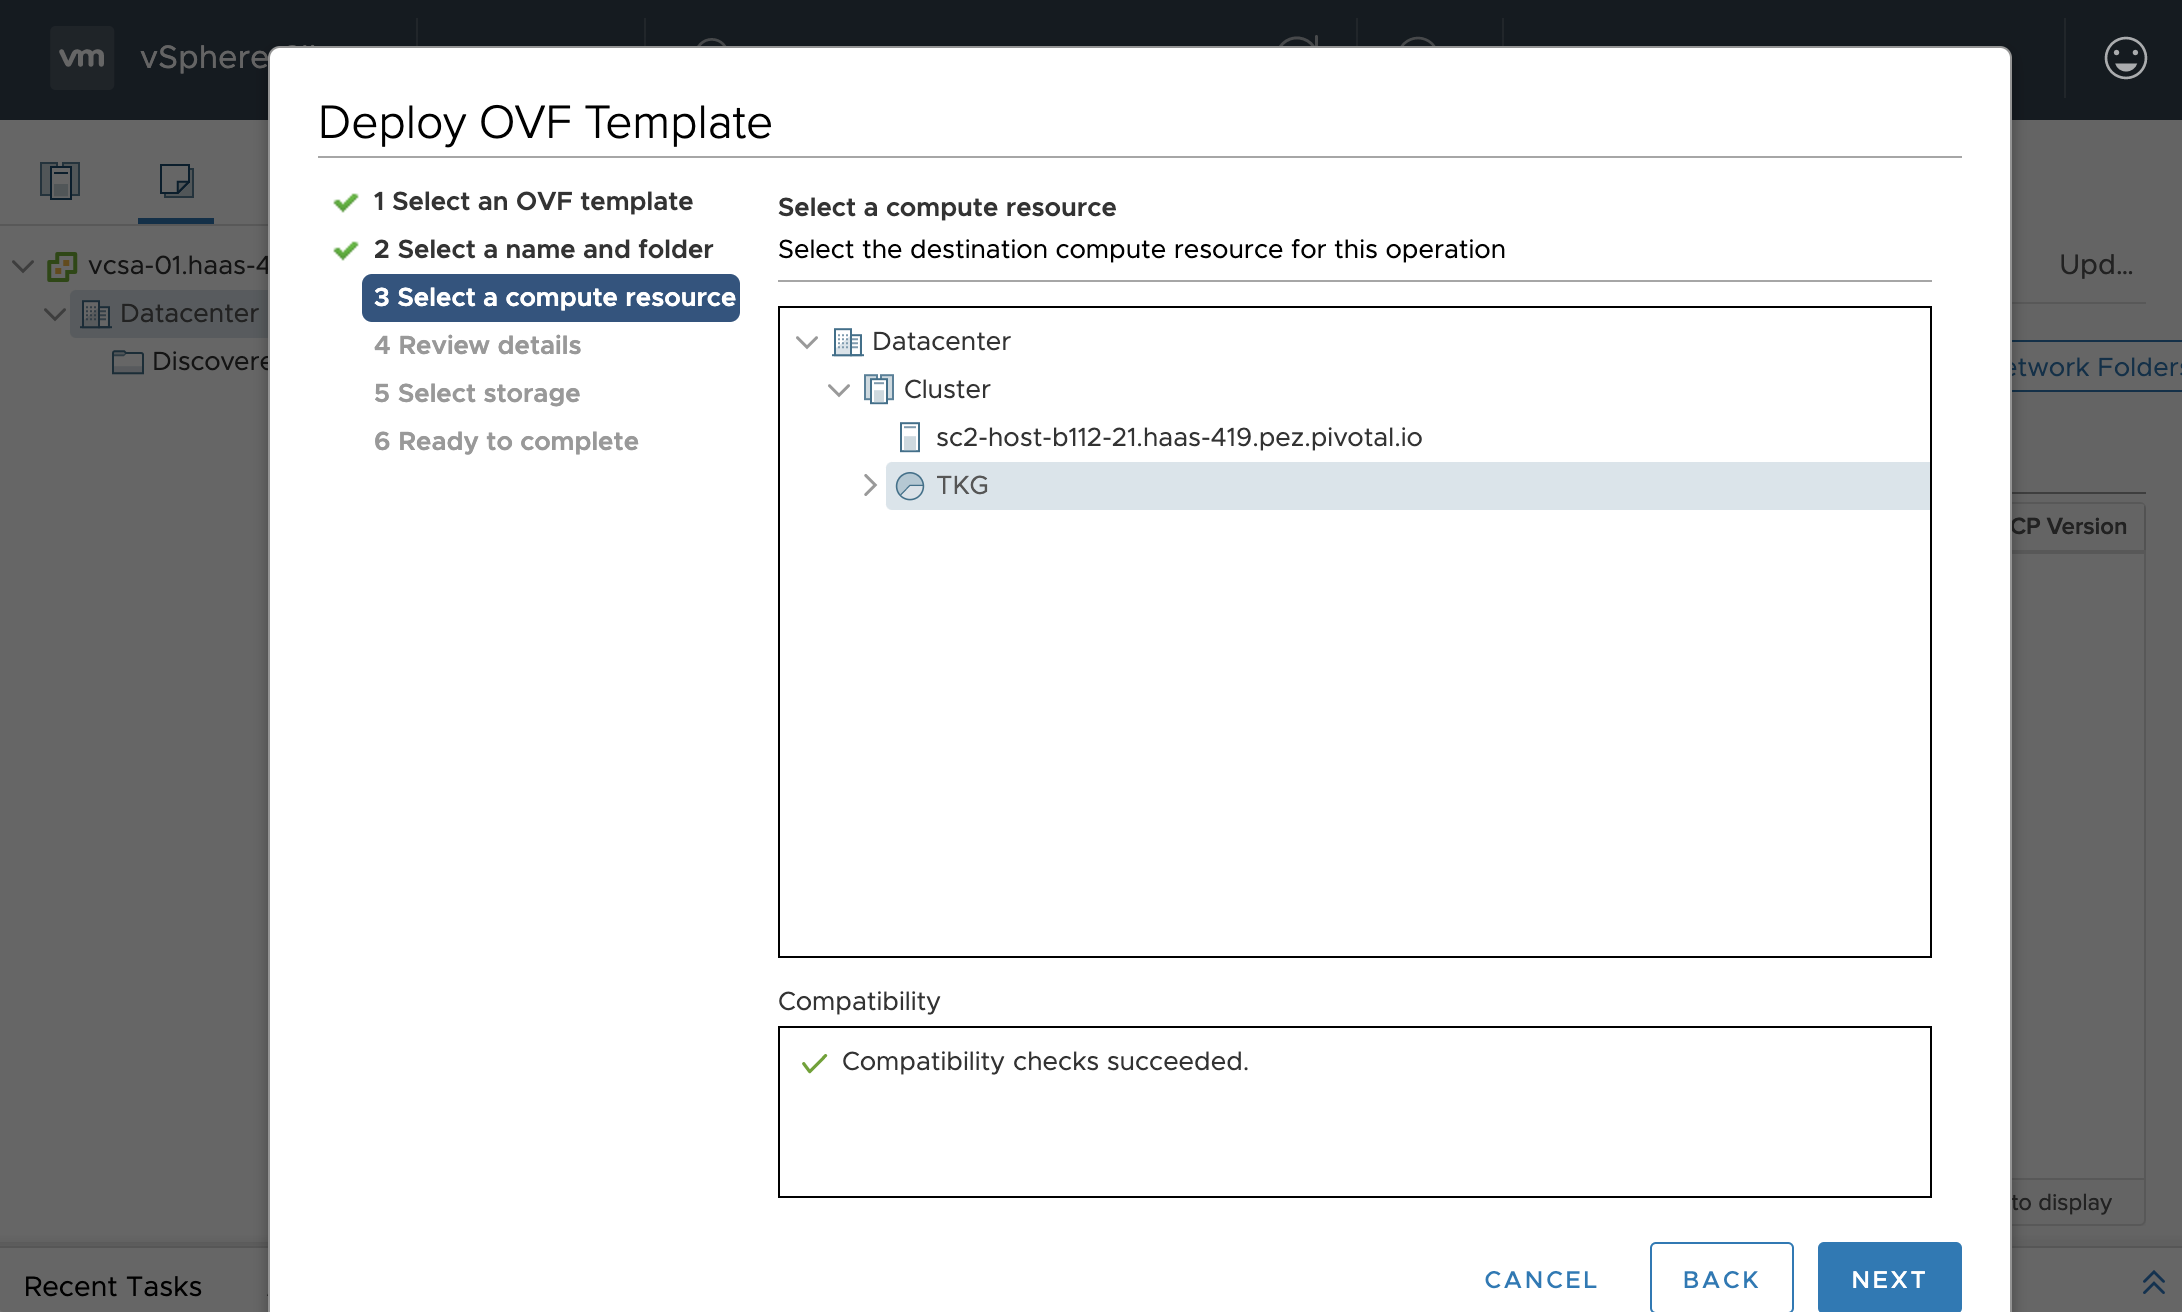 vm
vSphere
Deploy OVF Template
1 Select an OVF template
2 Select a name and folder
3 Select a compute resource
4 Review details
5 Select storage
6 Ready to complete
Select a compute resource
Select the destination compute resource for this operation
Datacenter
Cluster
sc2-host-b112-21.haas-419.pez.pivotal.io
TKG
Compatibility
Compatibility checks succeeded.
CANCEL
BACK
NEXT
vcsa-01.haas-4
Datacenter
Discovere
Upd...
etwork Folders
CP Version
to display
Recent Tasks